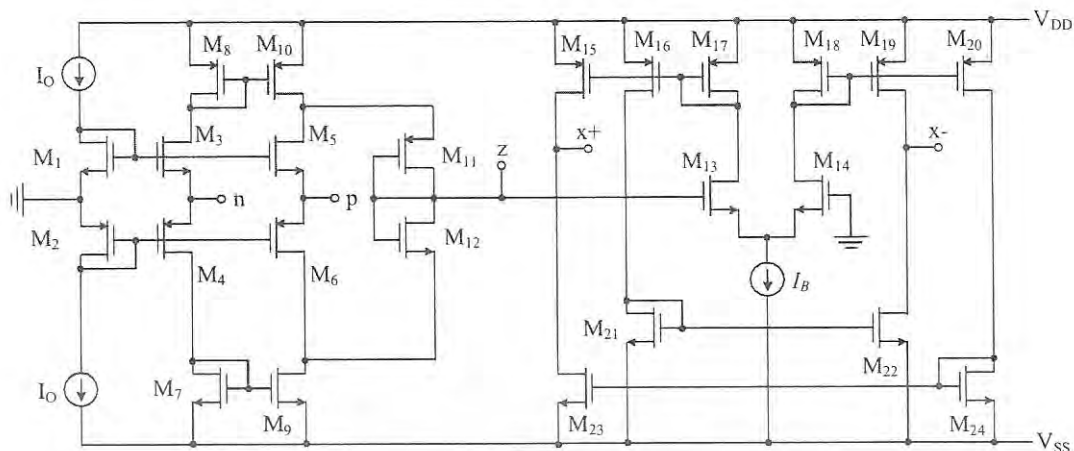 V_DD
M_8
M_10
M_15
M_16
M_17
M_18
M_19
M_20
I_O
M_3
M_5
x+
x-
M_1
M_11
z
M_13
M_14
n
p
M_2
M_12
M_4
M_6
I_B
M_21
M_22
I_O
M_7
M_9
M_23
M_24
V_SS